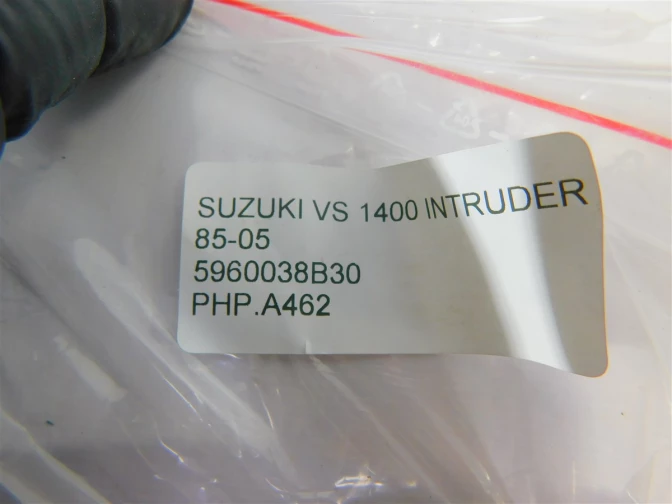 SUZUKI VS 1400 INTRUDER
85-05
5960038B30
PHP.A462